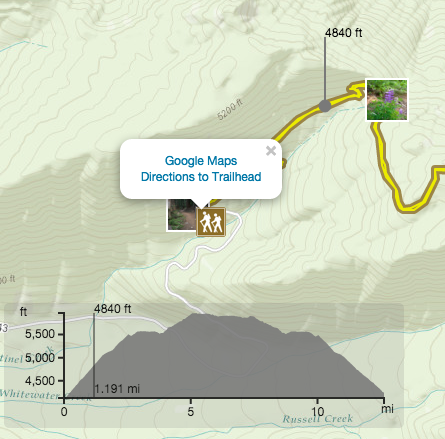 4840 ft
5200 ft
Google Maps
Directions to Trailhead
ft
4840 ft
5,500
5,000
4,500
1.191 mi
0
5
10
mi
Whitewater
Russell Creek